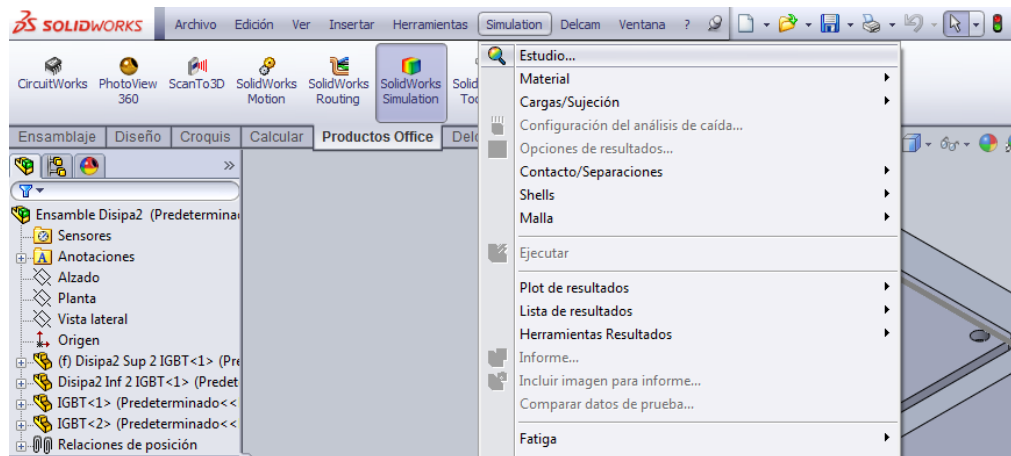 SOLIDWORKS Archivo Edición Ver Insertar Herramientas Simulation Delcam Ventana ?
CircuitWorks PhotoView 360 ScanTo3D SolidWorks Motion SolidWorks Routing SolidWorks Simulation
Ensamblaje Diseño Croquis Calcular Productos Office
Ensamble Disipa2
Sensores
Anotaciones
Alzado
Planta
Vista lateral
Origen
(f) Disipa2 Sup 2 IGBT<1>
Disipa2 Inf 2 IGBT<1>
IGBT<1> (Predeterminado<<
IGBT<2> (Predeterminado<<
Relaciones de posición
Estudio...
Material
Cargas/Sujeción
Configuración del análisis de caída...
Opciones de resultados...
Contacto/Separaciones
Shells
Malla
Ejecutar
Plot de resultados
Lista de resultados
Herramientas Resultados
Informe...
Incluir imagen para informe...
Comparar datos de prueba...
Fatiga